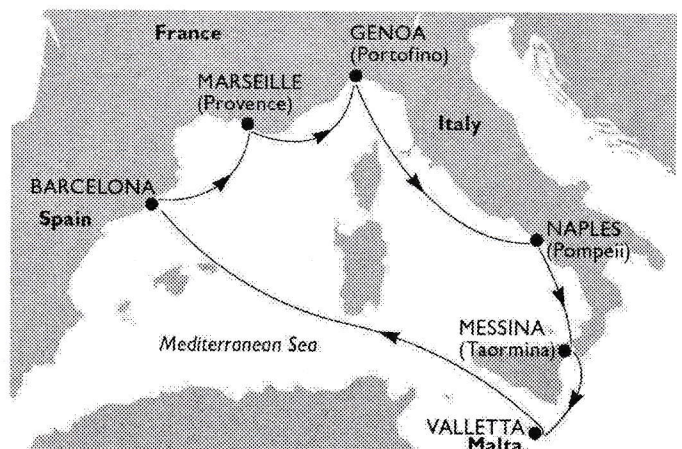 France
GENOA
(Portofino)
MARSEILLE
(Provence)
Italy
BARCELONA
Spain
NAPLES
(Pompeii)
MESSINA
(Taormina)
Mediterranean Sea
VALLETTA
Malta